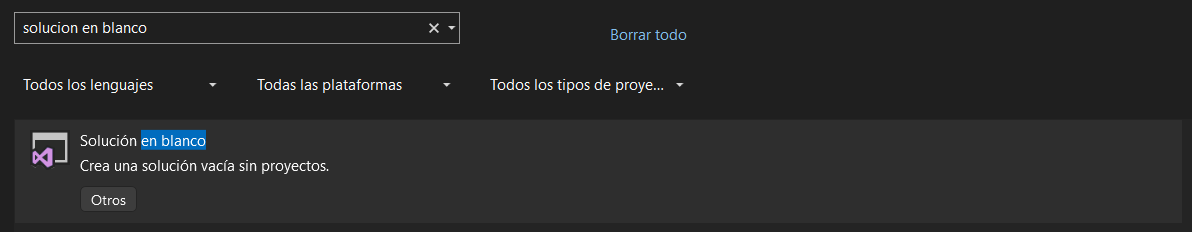 solucion en blanco
Borrar todo
Todos los lenguajes Todas las plataformas Todos los tipos de proye...
Solución en blanco
Crea una solución vacía sin proyectos.
Otros